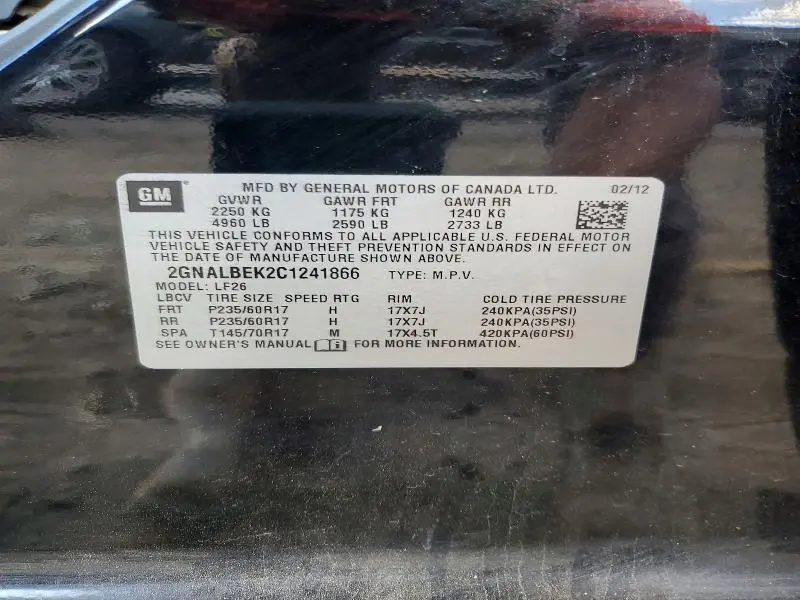 GM MFD BY GENERAL MOTORS OF CANADA LTD. 02/12
GVWR GAWR FRT GAWR RR
2250 KG 1175 KG 1240 KG
4960 LB 2590 LB 2733 LB
THIS VEHICLE CONFORMS TO ALL APPLICABLE U.S. FEDERAL MOTOR
VEHICLE SAFETY AND THEFT PREVENTION STANDARDS IN EFFECT ON
THE DATE OF MANUFACTURE SHOWN ABOVE.
2GNALBEK2C1241866 TYPE: M.P.V.
MODEL: LF26
LBCV TIRE SIZE SPEED RTG RIM COLD TIRE PRESSURE
FRT P235/60R17 H 17X7J 240KPA(35PSI)
RR P235/60R17 H 17X7J 240KPA(35PSI)
SPA T145/70R17 M 17X4.5T 420KPA(60PSI)
SEE OWNER'S MANUAL FOR MORE INFORMATION.